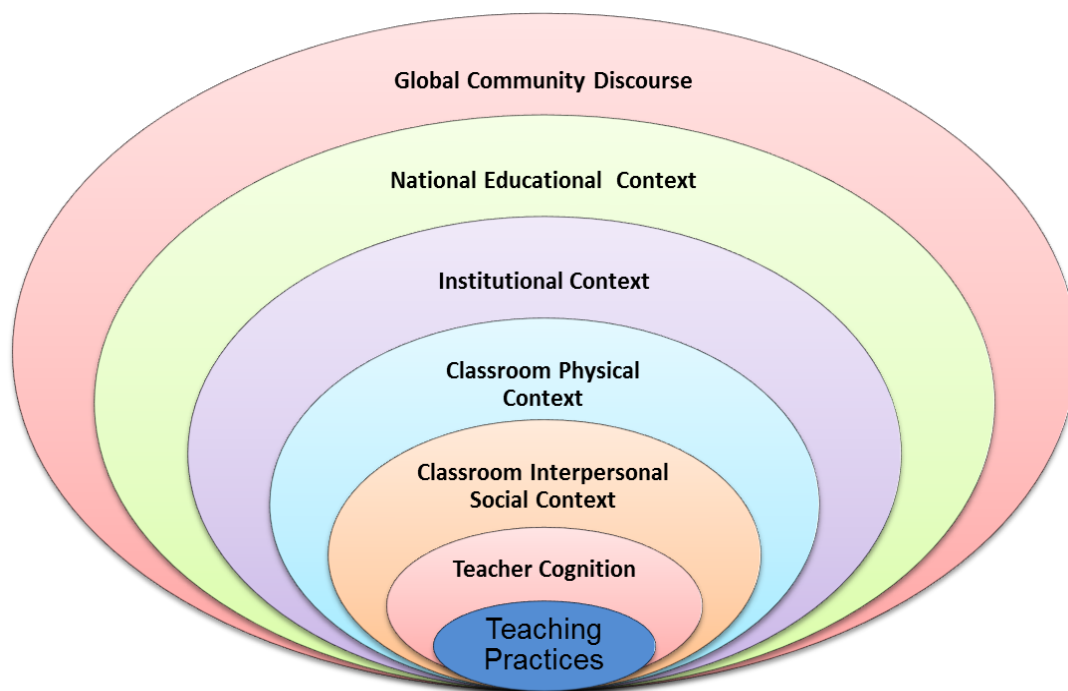 Global Community Discourse
National Educational Context
Institutional Context
Classroom Physical
Context
Classroom Interpersonal
Social Context
Teacher Cognition
Teaching
Practices